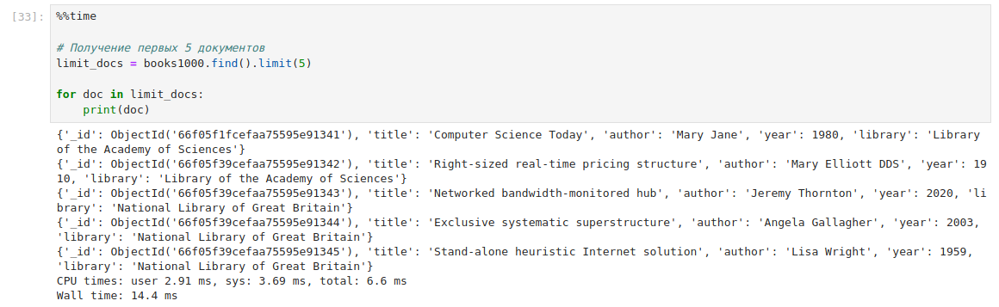 [33]: %%time
# Получение первых 5 документов
limit_docs = books1000.find().limit(5)
for doc in limit_docs:
    print(doc)
{'_id': ObjectId('66f05f1fcefaa75595e91341'), 'title': 'Computer Science Today', 'author': 'Mary Jane', 'year': 1980, 'library': 'Library
of the Academy of Sciences'}
{'_id': ObjectId('66f05f39cefaa75595e91342'), 'title': 'Right-sized real-time pricing structure', 'author': 'Mary Elliott DDS', 'year': 19
10, 'library': 'Library of the Academy of Sciences'}
{'_id': ObjectId('66f05f39cefaa75595e91343'), 'title': 'Networked bandwidth-monitored hub', 'author': 'Jeremy Thornton', 'year': 2020, 'li
brary': 'National Library of Great Britain'}
{'_id': ObjectId('66f05f39cefaa75595e91344'), 'title': 'Exclusive systematic superstructure', 'author': 'Angela Gallagher', 'year': 2003,
'library': 'National Library of Great Britain'}
{'_id': ObjectId('66f05f39cefaa75595e91345'), 'title': 'Stand-alone heuristic Internet solution', 'author': 'Lisa Wright', 'year': 1959,
'library': 'National Library of Great Britain'}
CPU times: user 2.91 ms, sys: 3.69 ms, total: 6.6 ms
Wall time: 14.4 ms